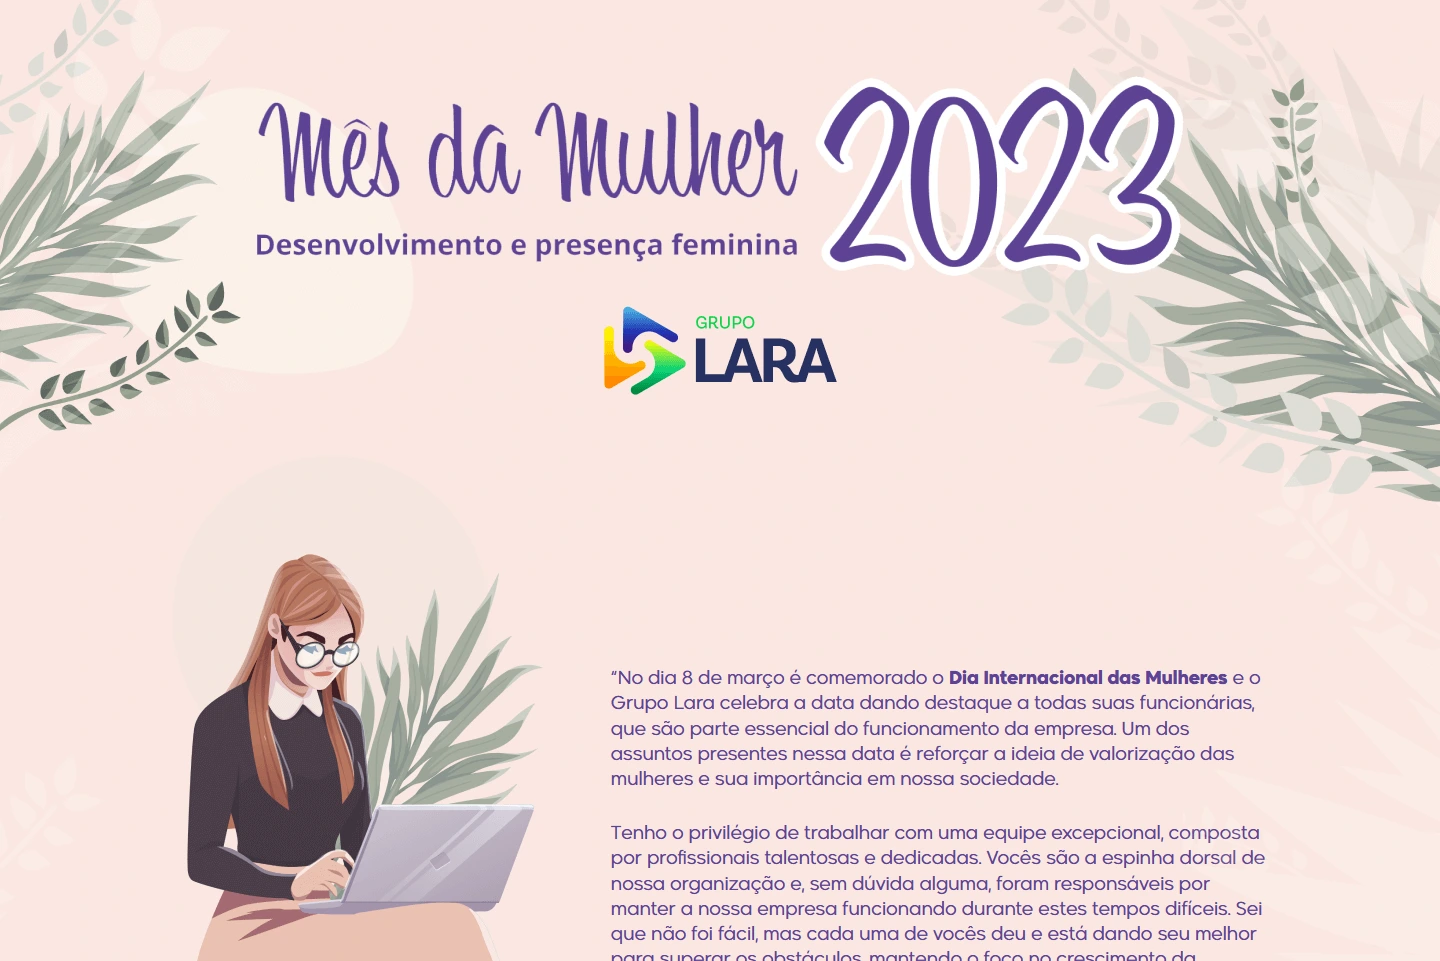 Mês da Mulher 2023
Desenvolvimento e presença feminina
GRUPO
LARA
“No dia 8 de março é comemorado o Dia Internacional das Mulheres e o
Grupo Lara celebra a data dando destaque a todas suas funcionárias,
que são parte essencial do funcionamento da empresa. Um dos
assuntos presentes nessa data é reforçar a ideia de valorização das
mulheres e sua importância em nossa sociedade.
Tenho o privilégio de trabalhar com uma equipe excepcional, composta
por profissionais talentosas e dedicadas. Vocês são a espinha dorsal de
nossa organização e, sem dúvida alguma, foram responsáveis por
manter a nossa empresa funcionando durante estes tempos difíceis. Sei
que não foi fácil, mas cada uma de vocês deu e está dando seu melhor
para superar os obstáculos, mantendo o foco no crescimento da